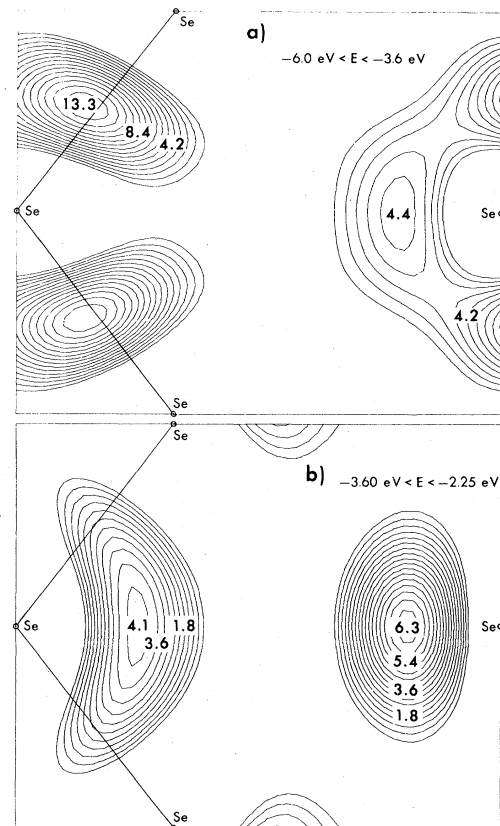 Se
a)
−6.0 eV < E < −3.6 eV
13.3
8.4
4.2
Se
4.4
Se
4.2
Se
Se
b)
−3.60 eV < E < −2.25 eV
Se
4.1
1.8
3.6
6.3
Se
5.4
3.6
1.8
Se